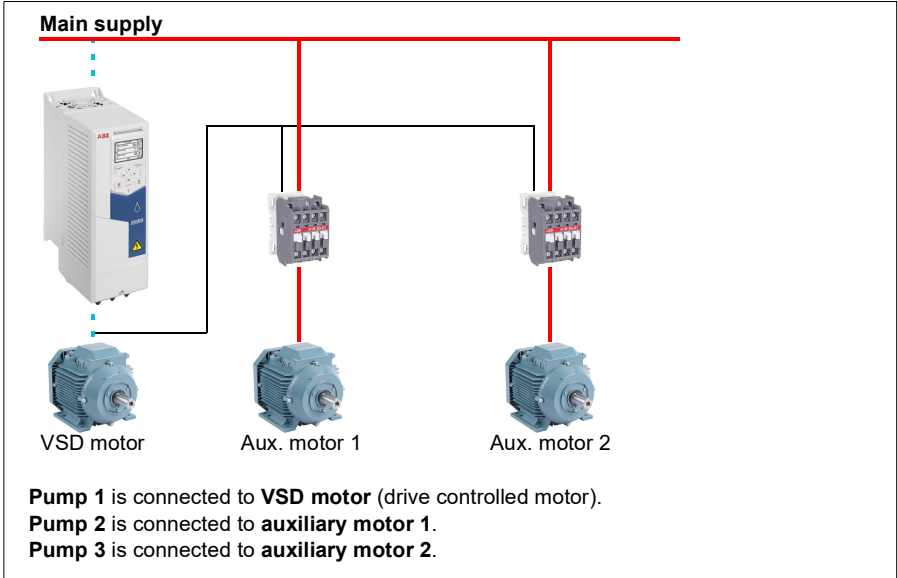 Main supply
ABB
VSD motor
Aux. motor 1
Aux. motor 2
Pump 1 is connected to VSD motor (drive controlled motor).
Pump 2 is connected to auxiliary motor 1.
Pump 3 is connected to auxiliary motor 2.